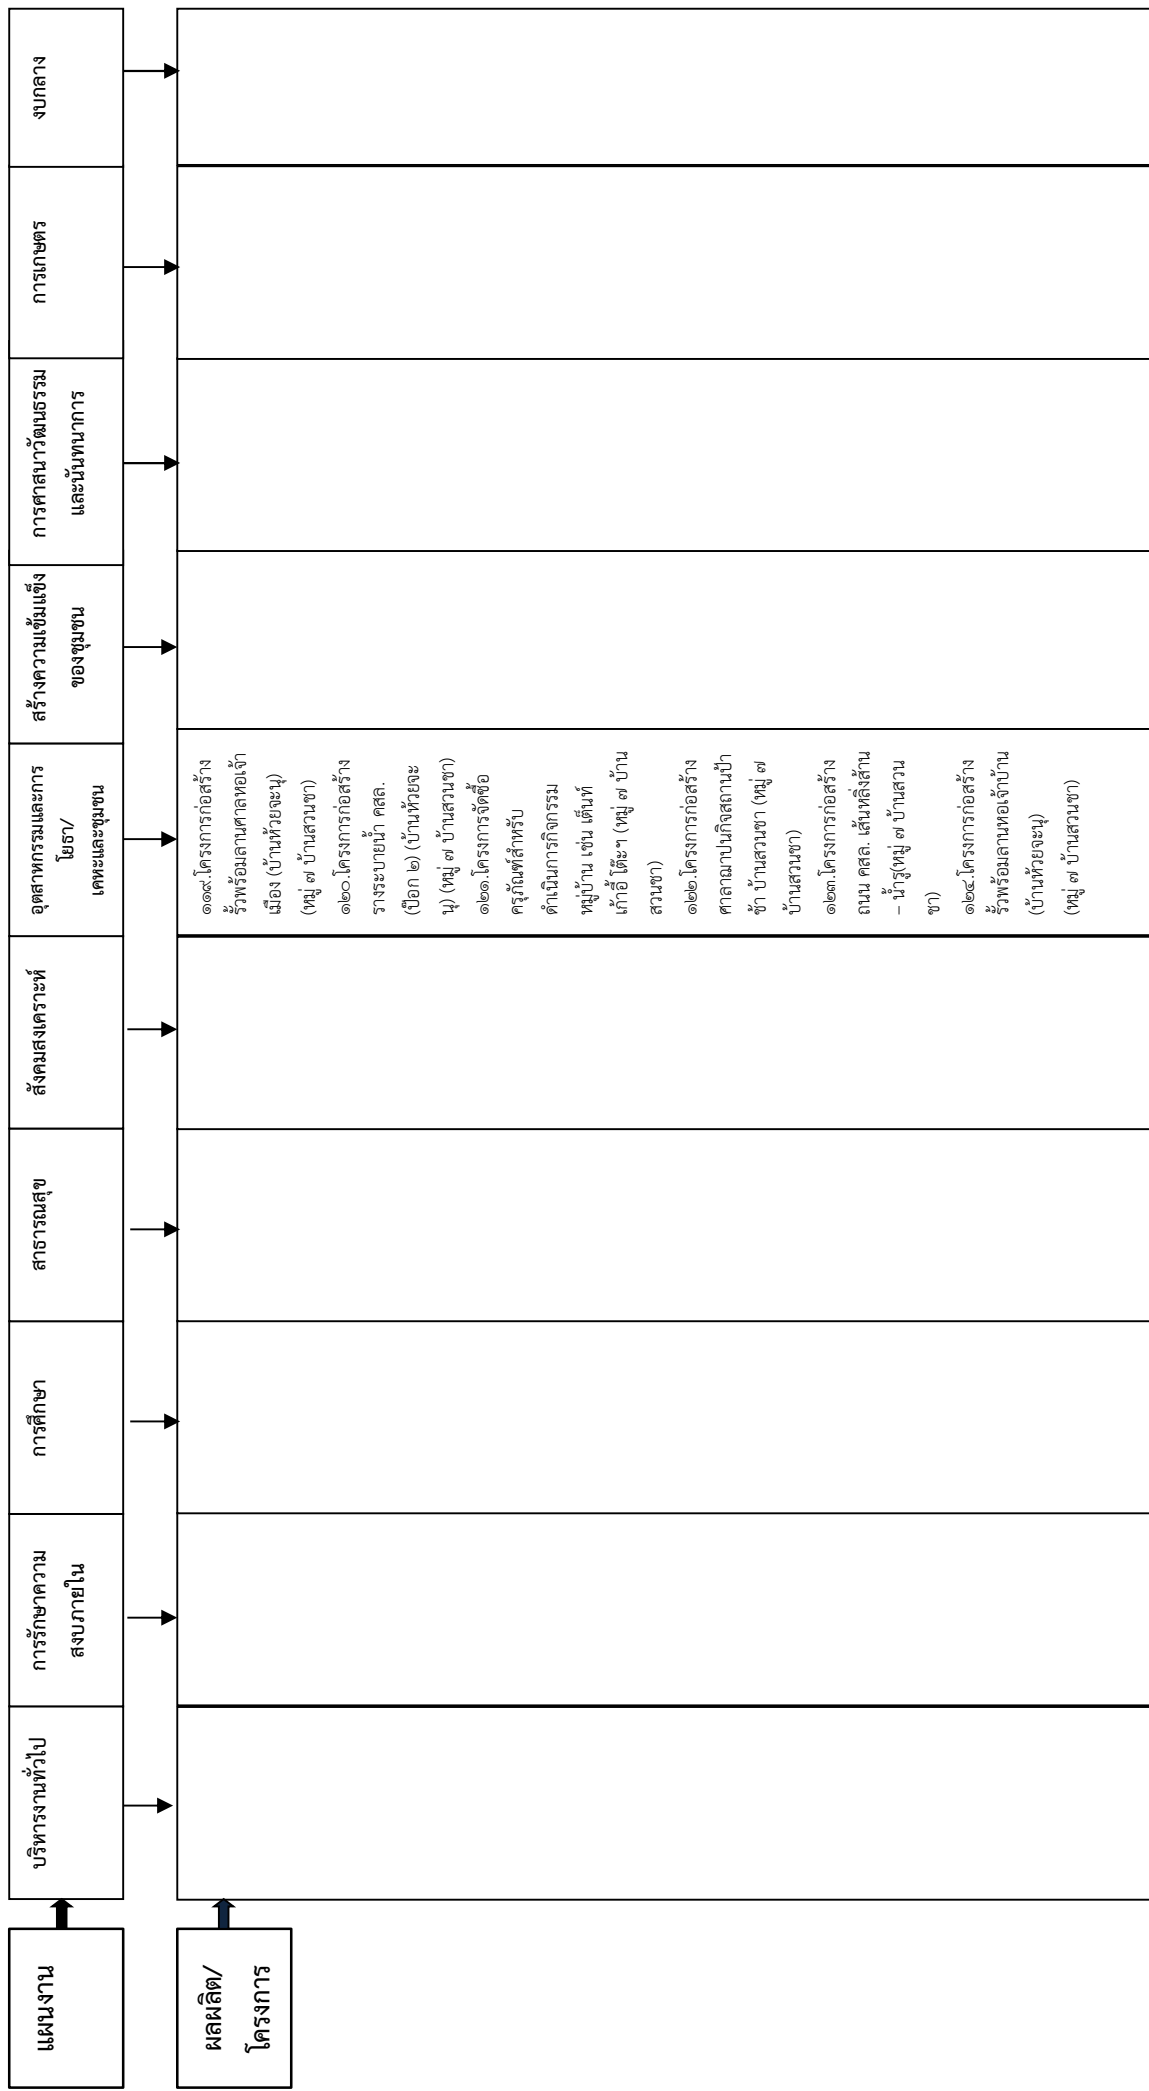 แผนงาน
บริหารงานทั่วไป
การรักษาความ
สงบภายใน
การศึกษา
สาธารณสุข
สังคมสงเคราะห์
อุตสาหกรรมและการ
โยธา/
เคหะและชุมชน
สร้างความเข้มแข็ง
ของชุมชน
การศาสนาวัฒนธรรม
และนันทนาการ
การเกษตร
งบกลาง
ผลผลิต/
โครงการ
๑๑๙.โครงการก่อสร้าง
รั้วพร้อมลานศาลหอเจ้า
เมือง (บ้านห้วยจะนุ)
(หมู่ ๗ บ้านสวนชา)
๑๒๐.โครงการก่อสร้าง
รางระบายน้ำ คสล.
(ป๊อก ๒) (บ้านห้วยจะ
นุ) (หมู่ ๗ บ้านสวนชา)
๑๒๑.โครงการจัดซื้อ
ครุภัณฑ์สำหรับ
ดำเนินการกิจกรรม
หมู่บ้าน เช่น เต็นท์
เก้าอี้ โต๊ะฯ (หมู่ ๗ บ้าน
สวนชา)
๑๒๒.โครงการก่อสร้าง
ศาลาฌาปนกิจสถานป้า
ช้า บ้านสวนชา (หมู่ ๗
บ้านสวนชา)
๑๒๓.โครงการก่อสร้าง
ถนน คสล. เส้นหลิ่งส้าน
– น้ำรู(หมู่ ๗ บ้านสวน
ชา)
๑๒๔.โครงการก่อสร้าง
รั้วพร้อมลานหอเจ้าบ้าน
(บ้านห้วยจะนุ)
(หมู่ ๗ บ้านสวนชา)